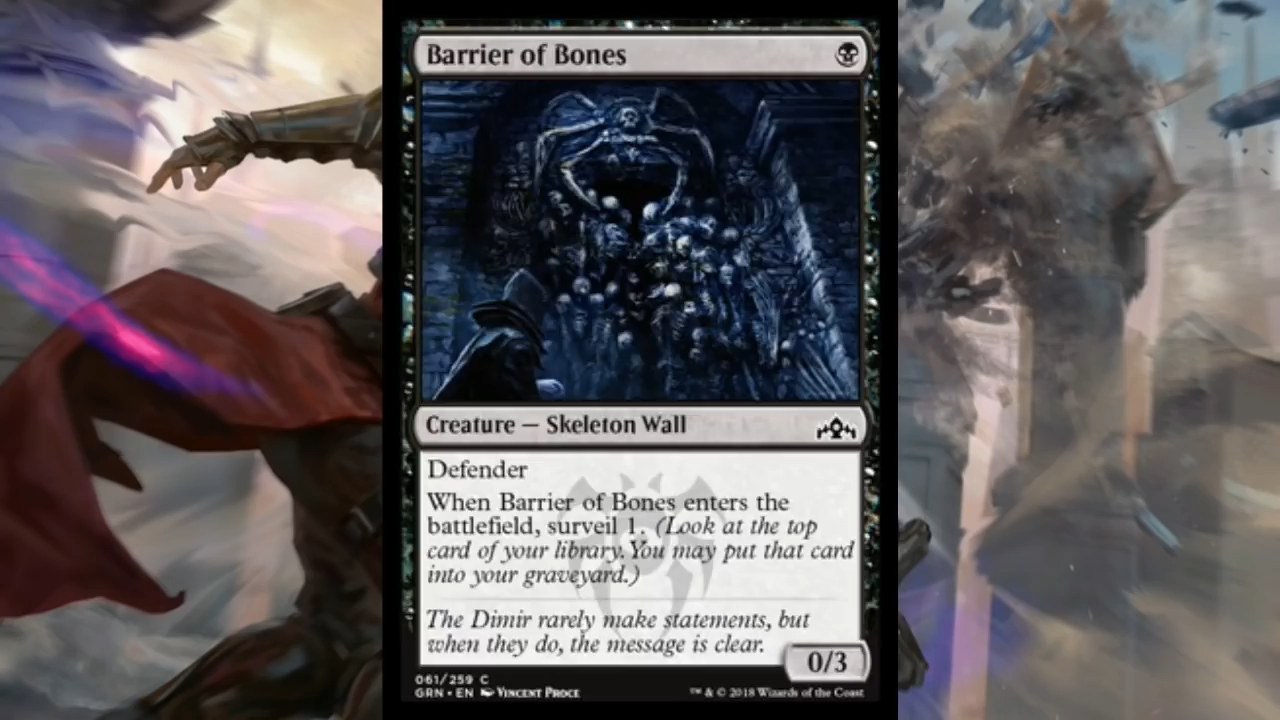 Barrier of Bones
Creature — Skeleton Wall
Defender
When Barrier of Bones enters the
battlefield, surveil 1. (Look at the top
card of your library. You may put that card
into your graveyard.)
The Dimir rarely make statements, but
when they do, the message is clear.
0/3
061/259 C
GRN • EN Vincent Proce
™ & © 2018 Wizards of the Coast